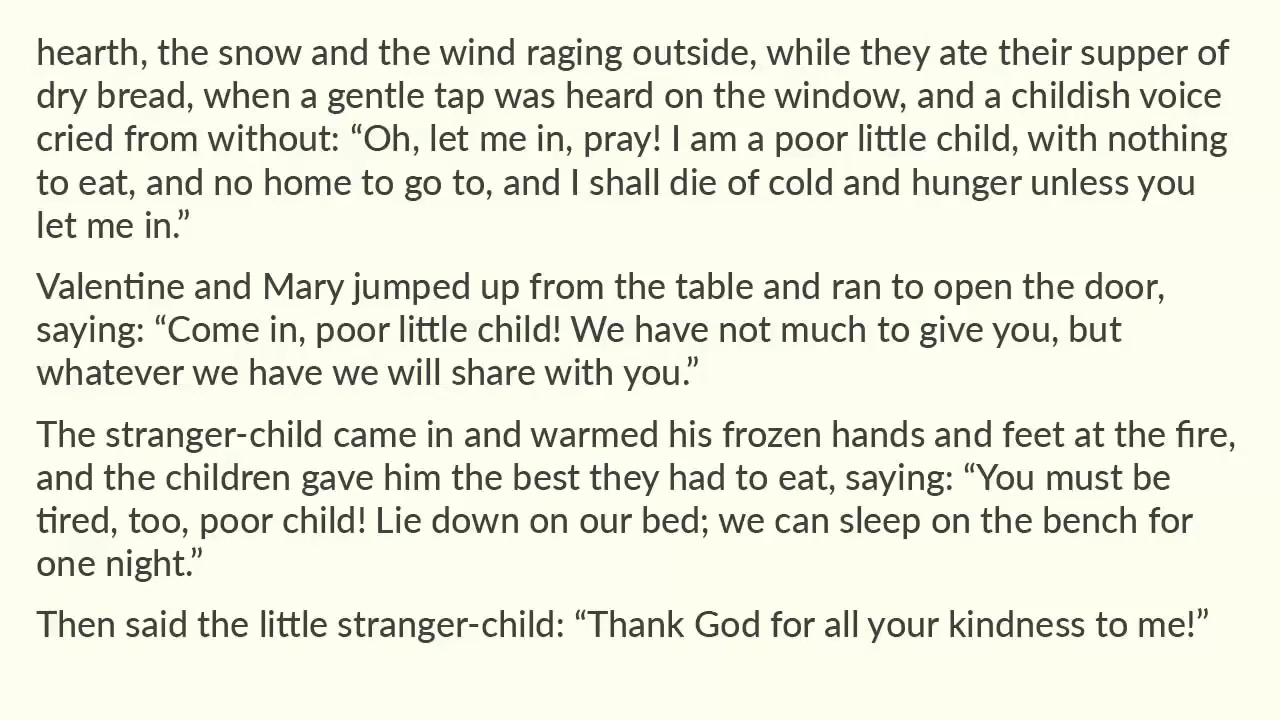 hearth, the snow and the wind raging outside, while they ate their supper of
dry bread, when a gentle tap was heard on the window, and a childish voice
cried from without: “Oh, let me in, pray! I am a poor little child, with nothing
to eat, and no home to go to, and I shall die of cold and hunger unless you
let me in.”
Valentine and Mary jumped up from the table and ran to open the door,
saying: “Come in, poor little child! We have not much to give you, but
whatever we have we will share with you.”
The stranger-child came in and warmed his frozen hands and feet at the fire,
and the children gave him the best they had to eat, saying: “You must be
tired, too, poor child! Lie down on our bed; we can sleep on the bench for
one night.”
Then said the little stranger-child: “Thank God for all your kindness to me!”